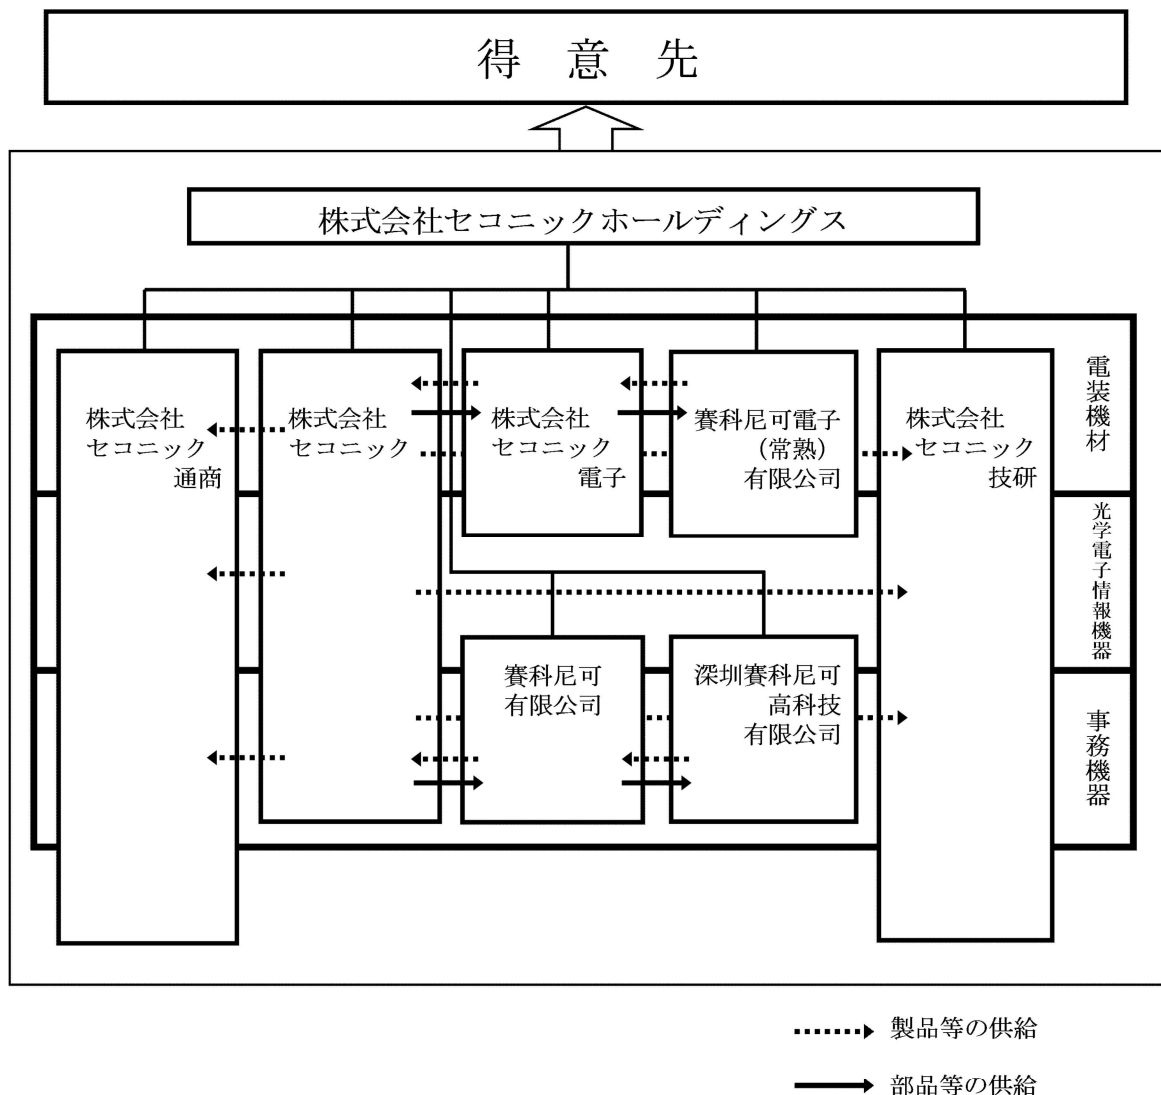 得意先
株式会社セコニックホールディングス
株式会社
セコニック
通商
株式会社
セコニック
株式会社
セコニック
電子
賽科尼可電子
（常熟）
有限公司
株式会社
セコニック
技研
電装機材
光学電子情報機器
賽科尼可
有限公司
深圳賽科尼可
高科技
有限公司
事務機器
製品等の供給
部品等の供給